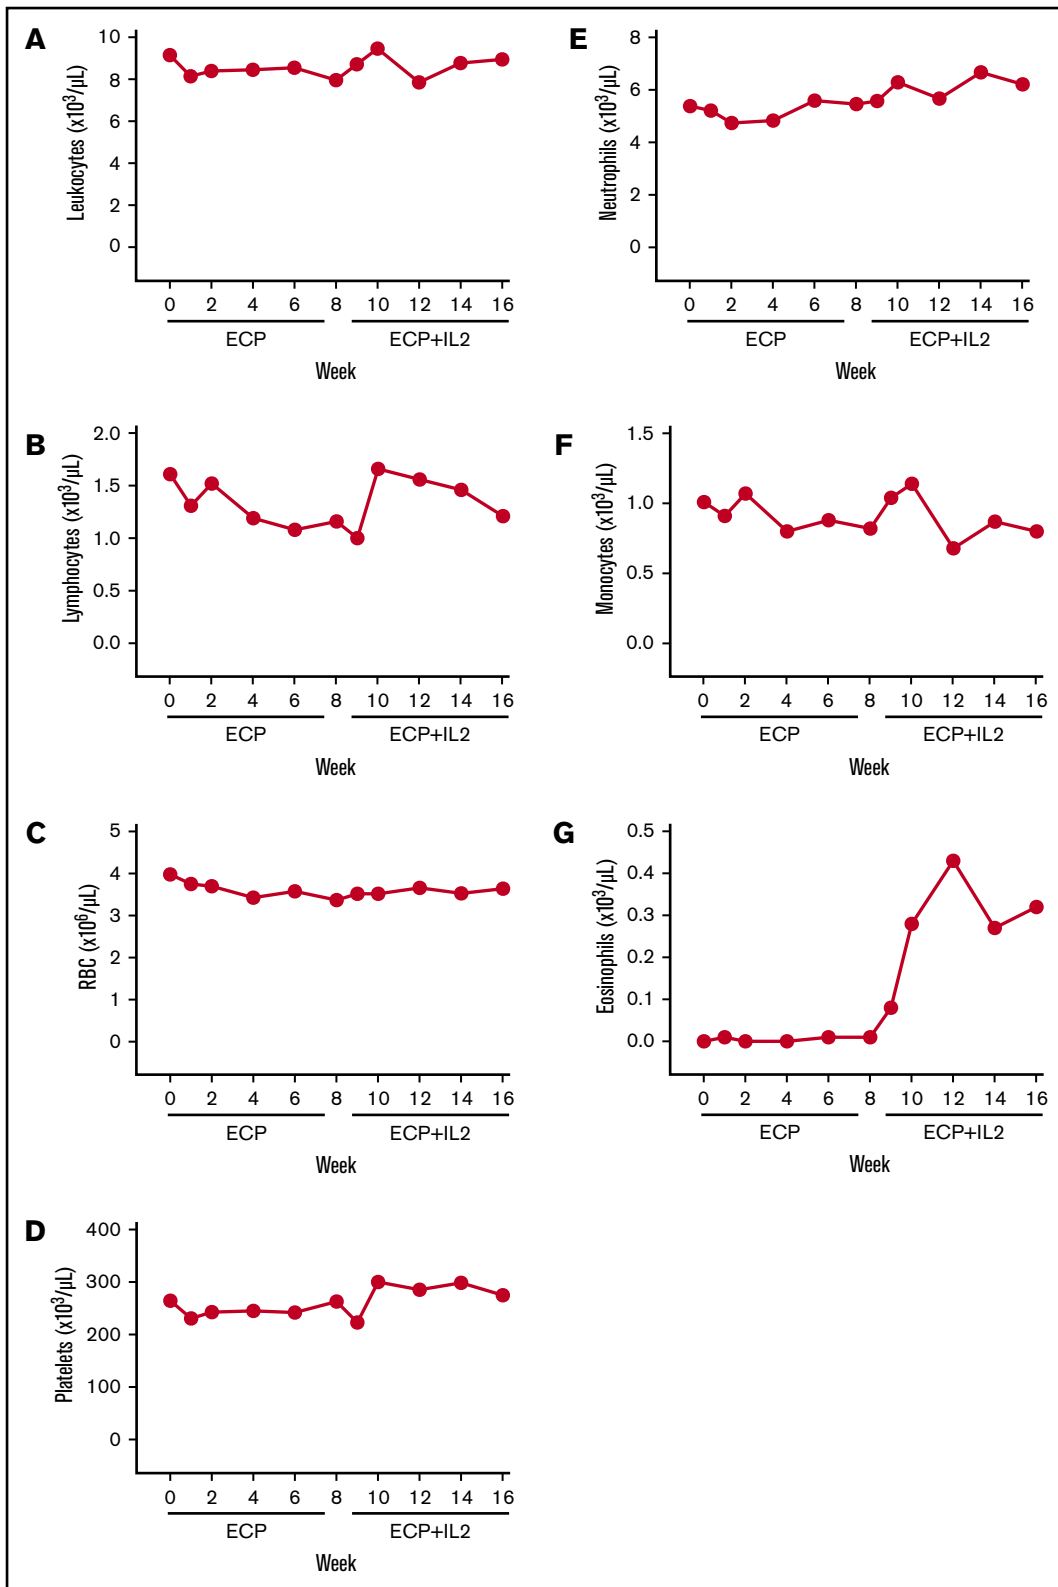 A
10
8
6
4
2
0
Leukocytes (x10³/µL)
0 2 4 6 8 10 12 14 16
ECP ECP+IL2
Week
E
8
6
4
2
0
Neutrophils (x10³/µL)
0 2 4 6 8 10 12 14 16
ECP ECP+IL2
Week
B
2.0
1.5
1.0
0.5
0.0
Lymphocytes (x10³/µL)
0 2 4 6 8 10 12 14 16
ECP ECP+IL2
Week
F
1.5
1.0
0.5
0.0
Monocytes (x10³/µL)
0 2 4 6 8 10 12 14 16
ECP ECP+IL2
Week
C
5
4
3
2
1
0
RBC (x10⁶/µL)
0 2 4 6 8 10 12 14 16
ECP ECP+IL2
Week
G
0.5
0.4
0.3
0.2
0.1
0.0
Eosinophils (x10³/µL)
0 2 4 6 8 10 12 14 16
ECP ECP+IL2
Week
D
400
300
200
100
0
Platelets (x10³/µL)
0 2 4 6 8 10 12 14 16
ECP ECP+IL2
Week